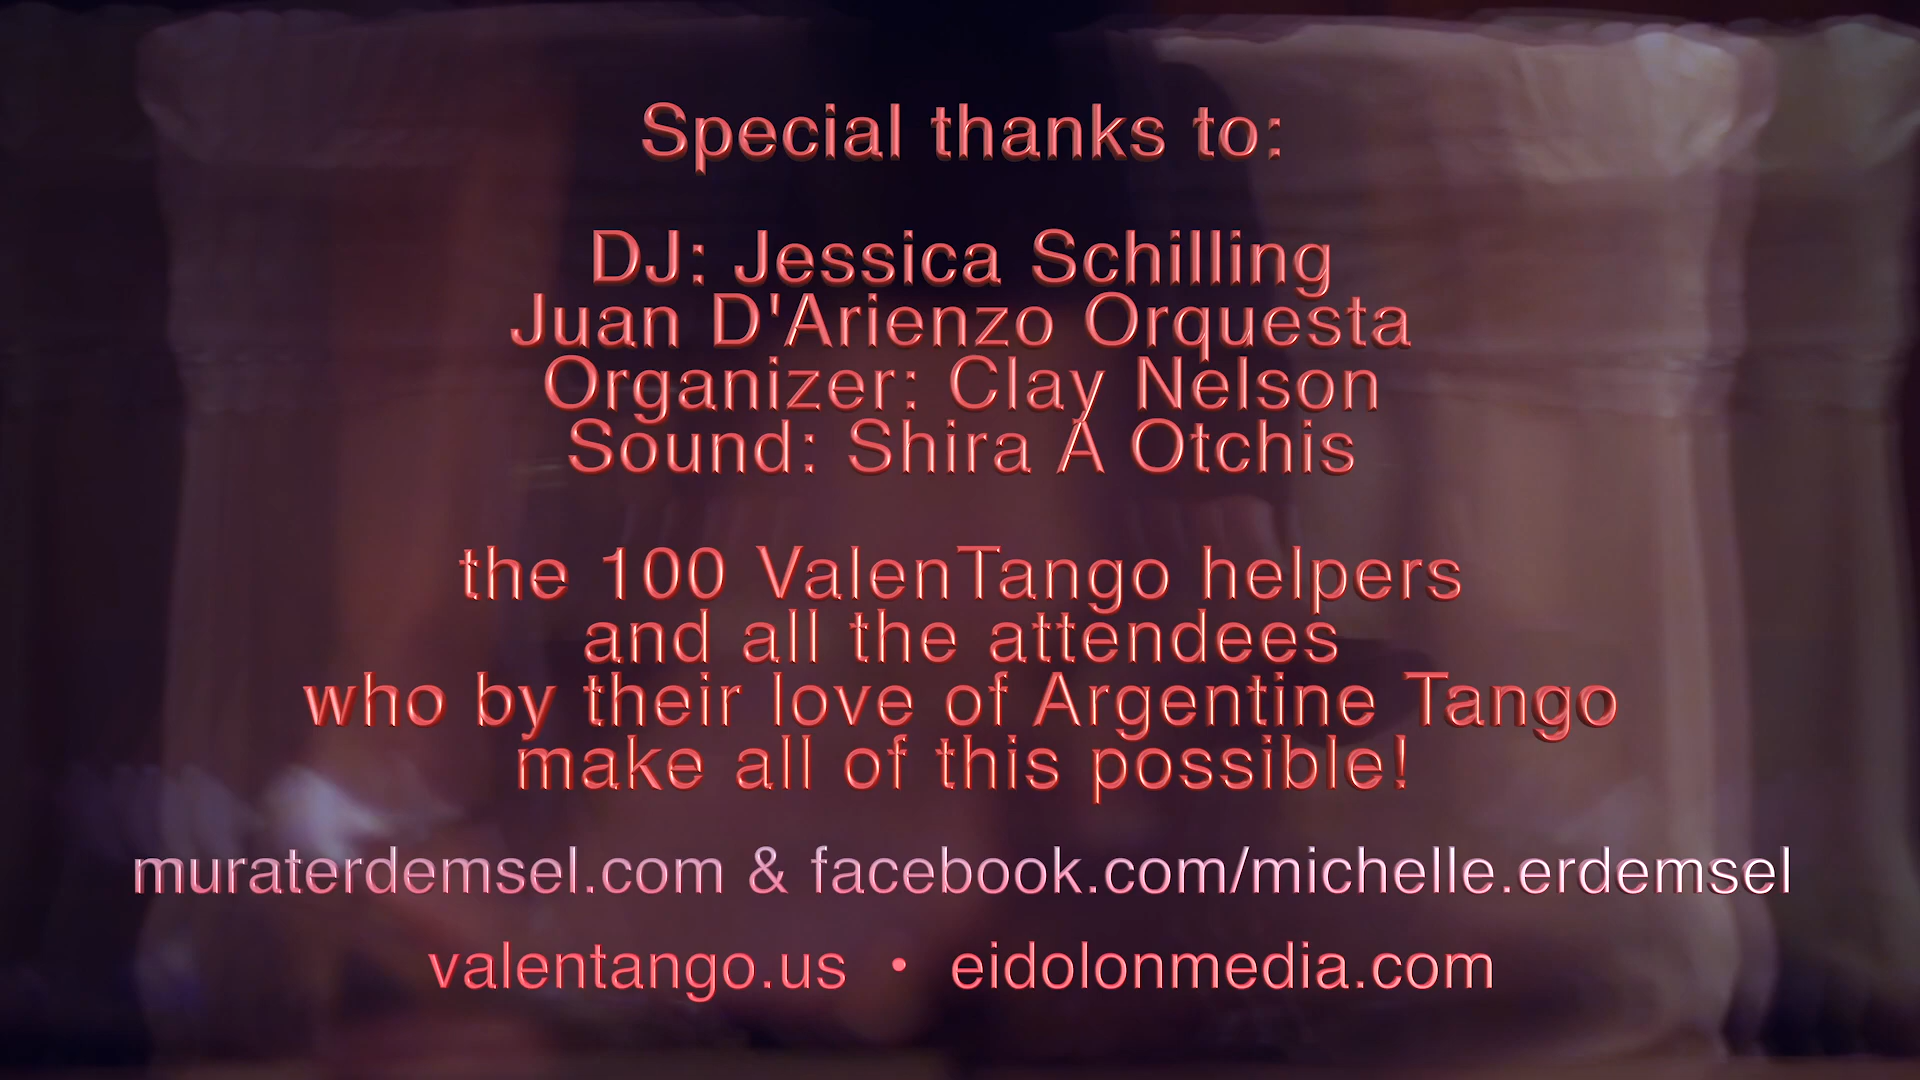 Special thanks to:
DJ: Jessica Schilling
Juan D'Arienzo Orquesta
Organizer: Clay Nelson
Sound: Shira A Otchis
the 100 ValenTango helpers
and all the attendees
who by their love of Argentine Tango
make all of this possible!
muraterdemsel.com & facebook.com/michelle.erdemsel
valentango.us • eidolonmedia.com